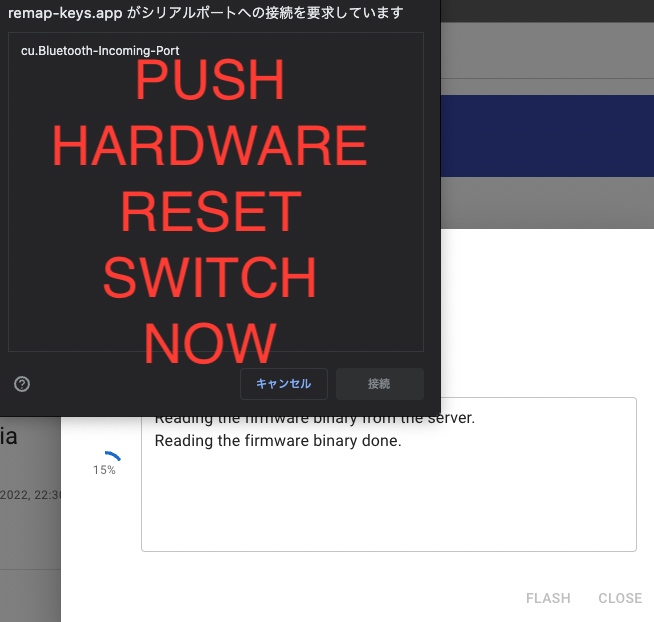 remap-keys.app がシリアルポートへの接続を要求しています
cu.Bluetooth-Incoming-Port
PUSH
HARDWARE
RESET
SWITCH
NOW
キャンセル
接続
Reading the firmware binary from the server.
Reading the firmware binary done.
ia
15%
2022, 22:30
FLASH
CLOSE